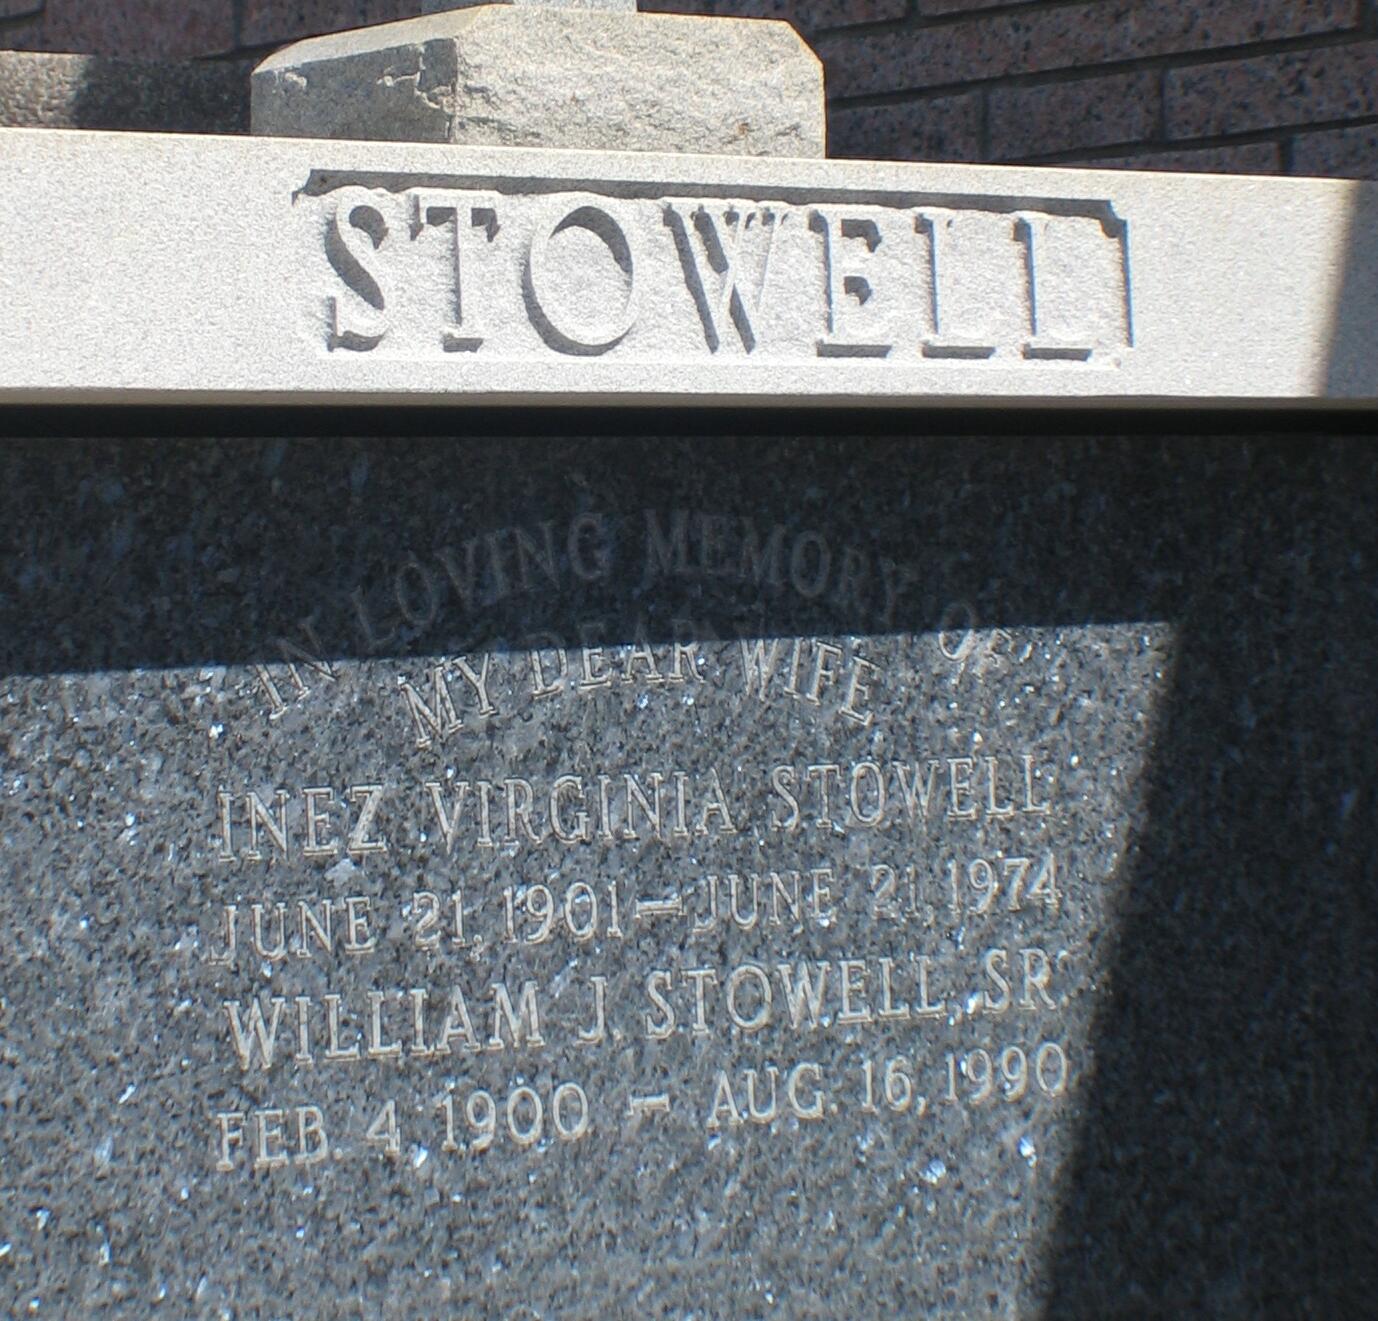 STOWELL
IN LOVING MEMORY OF
MY DEAR WIFE
INEZ VIRGINIA STOWELL
JUNE 21, 1901 – JUNE 21, 1974
WILLIAM J. STOWELL, SR.
FEB. 4, 1900 – AUG. 16, 1990